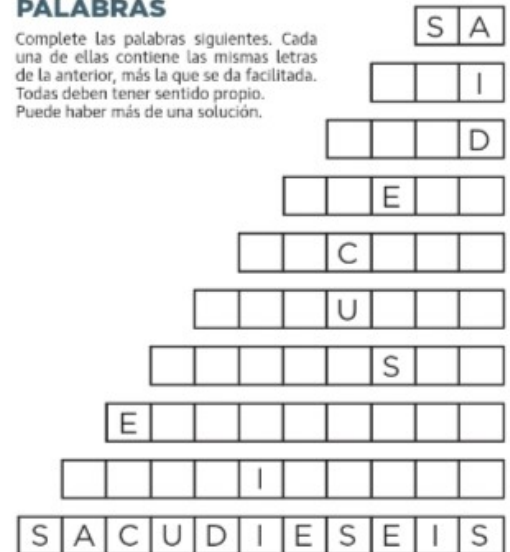 PALABRAS
Complete las palabras siguientes. Cada
una de ellas contiene las mismas letras
de la anterior, más la que se da facilitada.
Todas deben tener sentido propio.
Puede haber más de una solución.
S A
I
D
E
C
U
S
E
I
S A C U D I E S E I S